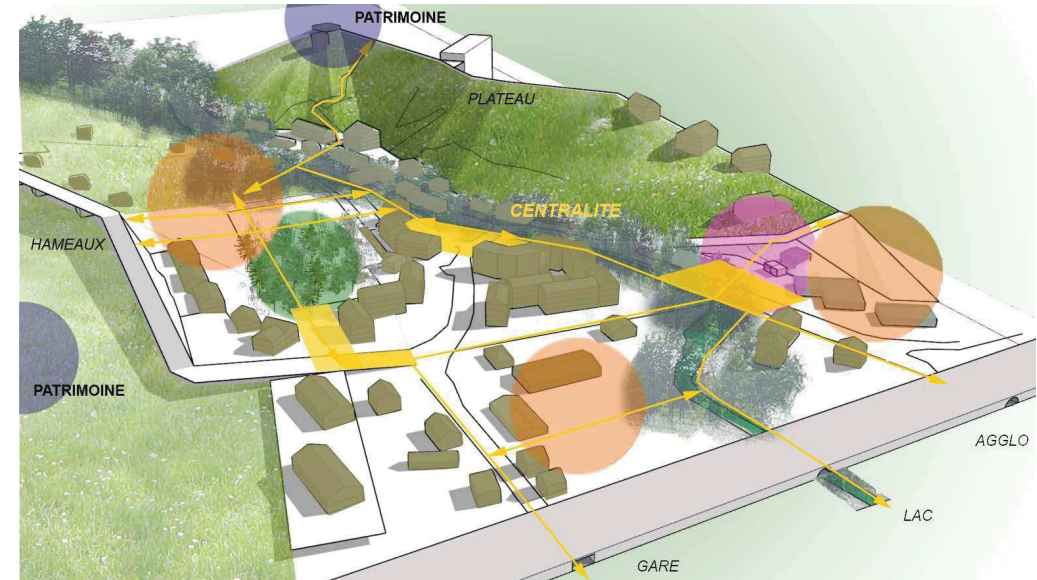 PATRIMOINE
PLATEAU
CENTRALITE
HAMEAUX
PATRIMOINE
AGGLO
LAC
GARE